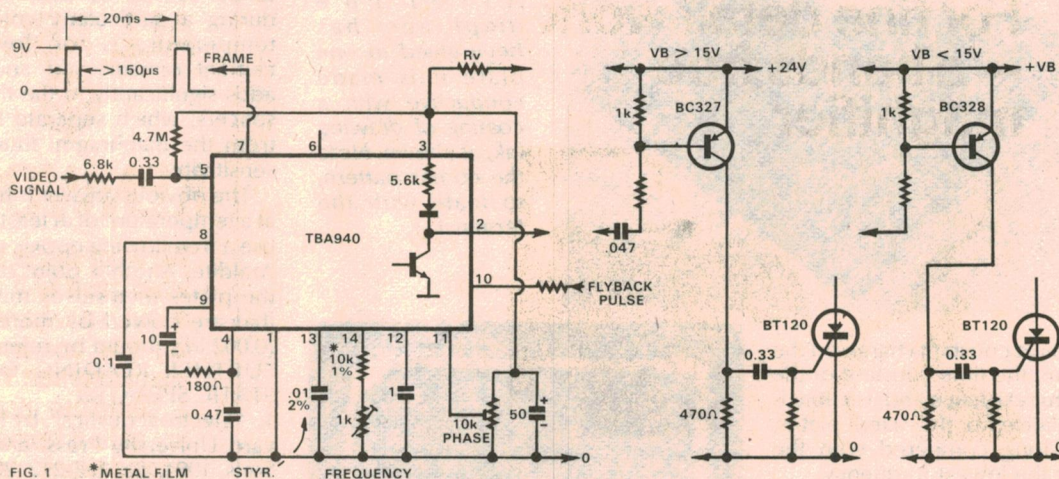 20ms
9V
>150µs
0
FRAME
4.7M
6.8k
0.33
VIDEO
SIGNAL
7
6
3
5
Rv
5.6k
TBA940
2
10
FLYBACK
PULSE
8
9
10
+
−
4
1
13
14
12
11
0.1
180Ω
0.47
.01
2%
*
10k
1%
1k
1
10k
PHASE
50
+
−
0
VB > 15V
+24V
1k
BC327
.047
BT120
0.33
470Ω
0
VB < 15V
+VB
1k
BC328
BT120
0.33
470Ω
0
FIG. 1
*METAL FILM
STYR.
FREQUENCY